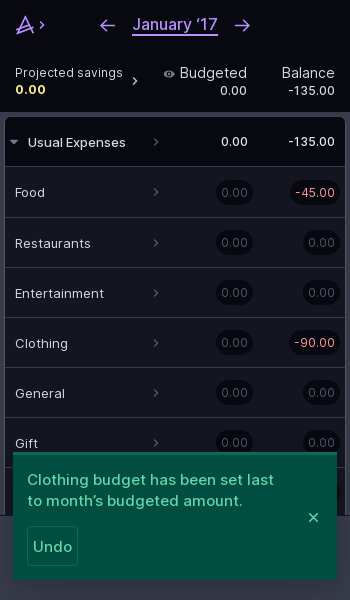 January ‘17
Projected savings
0.00
Budgeted
0.00
Balance
-135.00
Usual Expenses 0.00 -135.00
Food 0.00 -45.00
Restaurants 0.00 0.00
Entertainment 0.00 0.00
Clothing 0.00 -90.00
General 0.00 0.00
Gift 0.00 0.00
Clothing budget has been set last
to month’s budgeted amount.
Undo